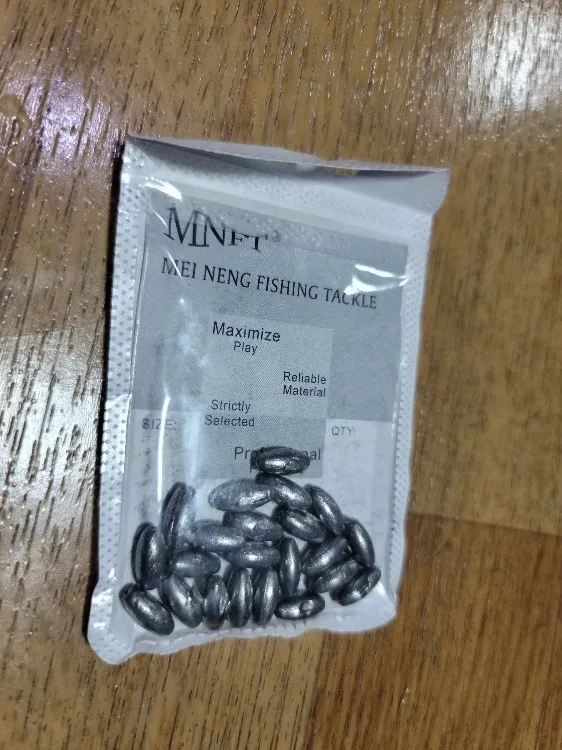 MNFT
MEI NENG FISHING TACKLE
Maximize
Play
Reliable
Material
Strictly
Selected
SIZE:
QTY: